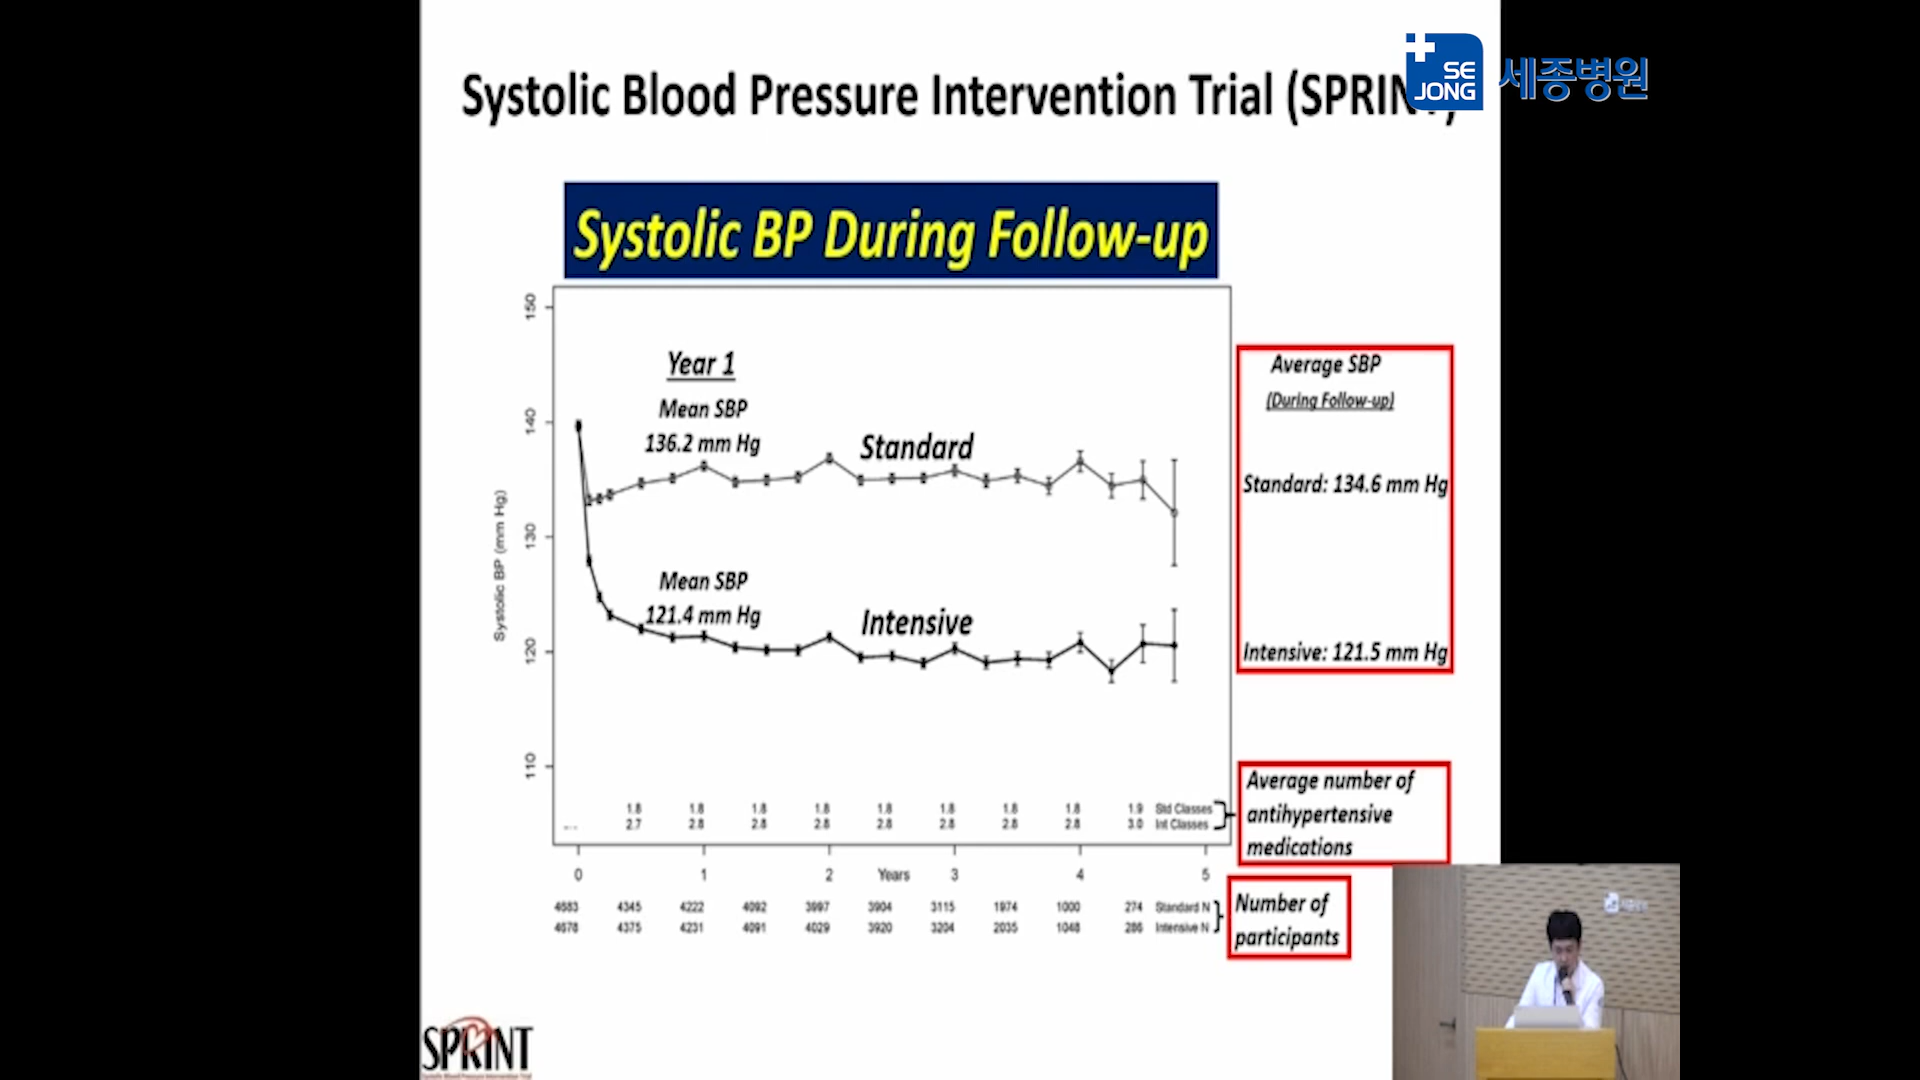 Systolic Blood Pressure Intervention Trial (SPRINT)
SE
JONG
세종병원
Systolic BP During Follow-up
150
140
130
120
110
Systolic BP (mm Hg)
Year 1
Mean SBP
136.2 mm Hg
Standard
Mean SBP
121.4 mm Hg
Intensive
Average SBP
(During Follow-up)
Standard: 134.6 mm Hg
Intensive: 121.5 mm Hg
1.8 1.8 1.8 1.8 1.8 1.8 1.8 1.8 1.9 Std Classes
2.7 2.8 2.8 2.8 2.8 2.8 2.8 2.8 3.0 Int Classes
Average number of
antihypertensive
medications
0 1 2 Years 3 4 5
4683 4345 4222 4092 3997 3904 3115 1974 1000 274 Standard N
4678 4375 4231 4091 4029 3920 3204 2035 1048 286 Intensive N
Number of
participants
SPRINT
Systolic Blood Pressure Intervention Trial